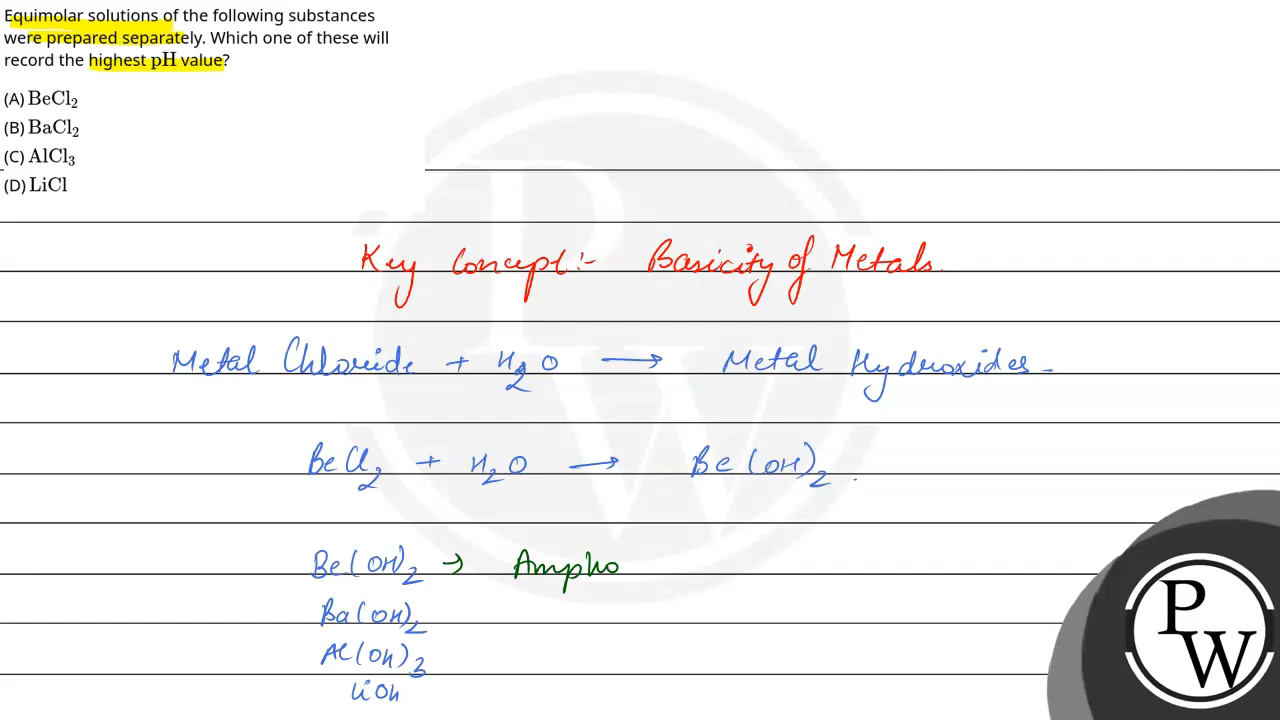 Equimolar solutions of the following substances
were prepared separately. Which one of these will
record the highest pH value?
(A) BeCl₂
(B) BaCl₂
(C) AlCl₃
(D) LiCl
Key Concept:- Basicity of Metals.
Metal Chloride + H₂O ⟶ Metal Hydroxides -
BeCl₂ + H₂O ⟶ Be(OH)₂.
Be(OH)₂ → Ampho
Ba(OH)₂
Al(OH)₃
LiOH
PW